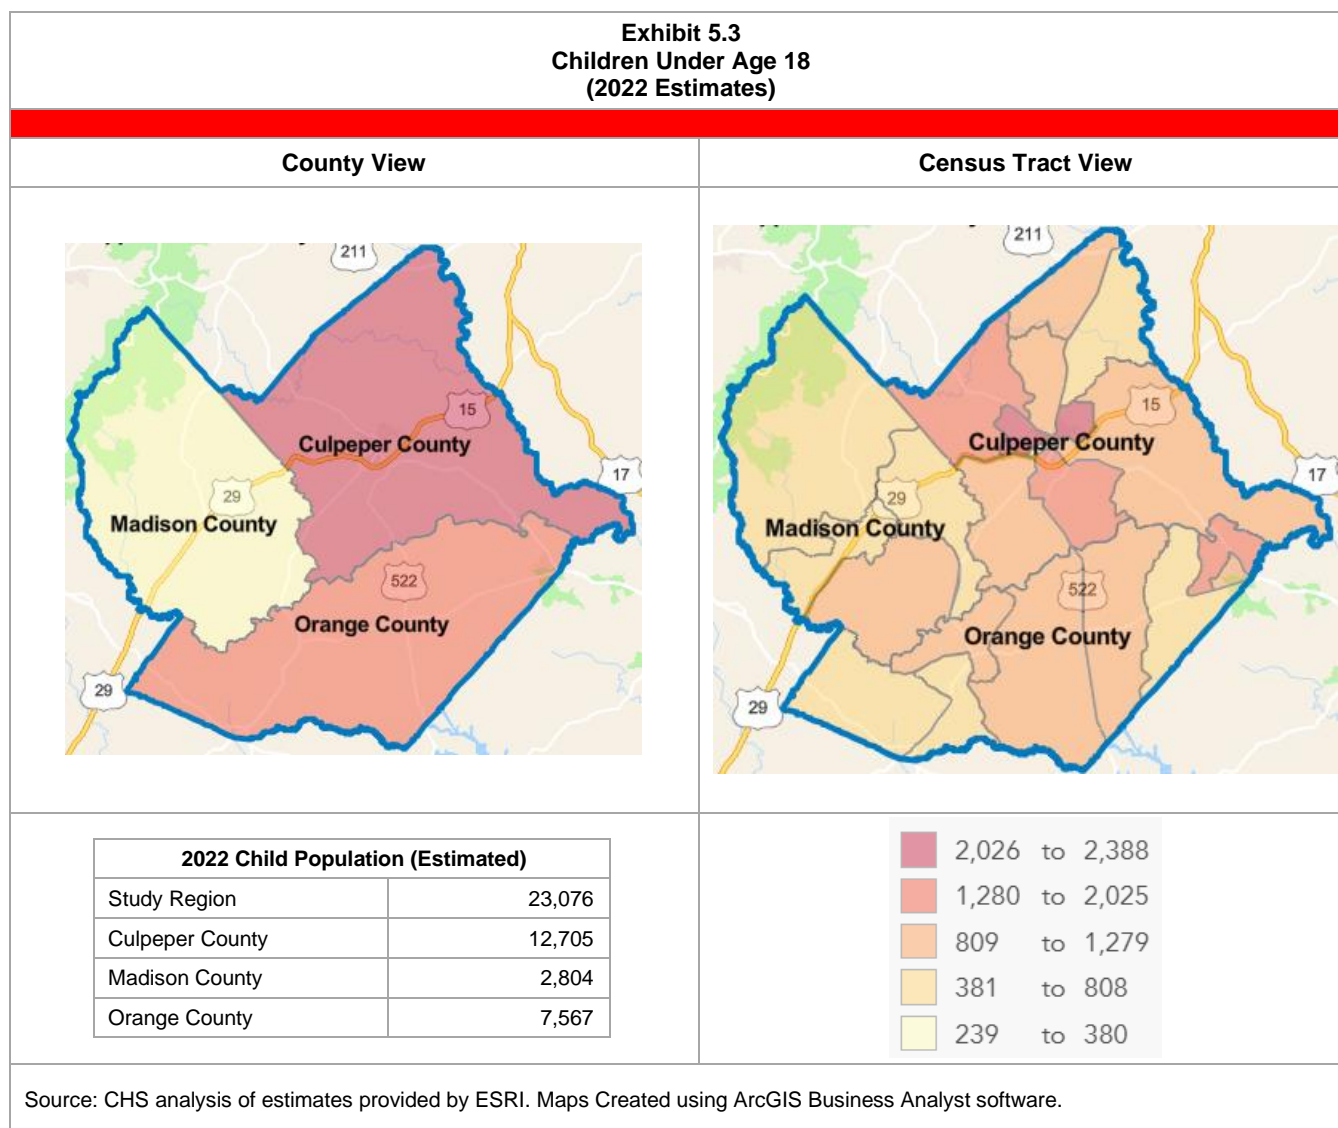 Exhibit 5.3
Children Under Age 18
(2022 Estimates)
County View
Census Tract View
211
15
Culpeper County
17
29
Madison County
522
Orange County
29
211
15
Culpeper County
17
29
Madison County
522
Orange County
29
2022 Child Population (Estimated)
Study Region 23,076
Culpeper County 12,705
Madison County 2,804
Orange County 7,567
2,026 to 2,388
1,280 to 2,025
809 to 1,279
381 to 808
239 to 380
Source: CHS analysis of estimates provided by ESRI. Maps Created using ArcGIS Business Analyst software.